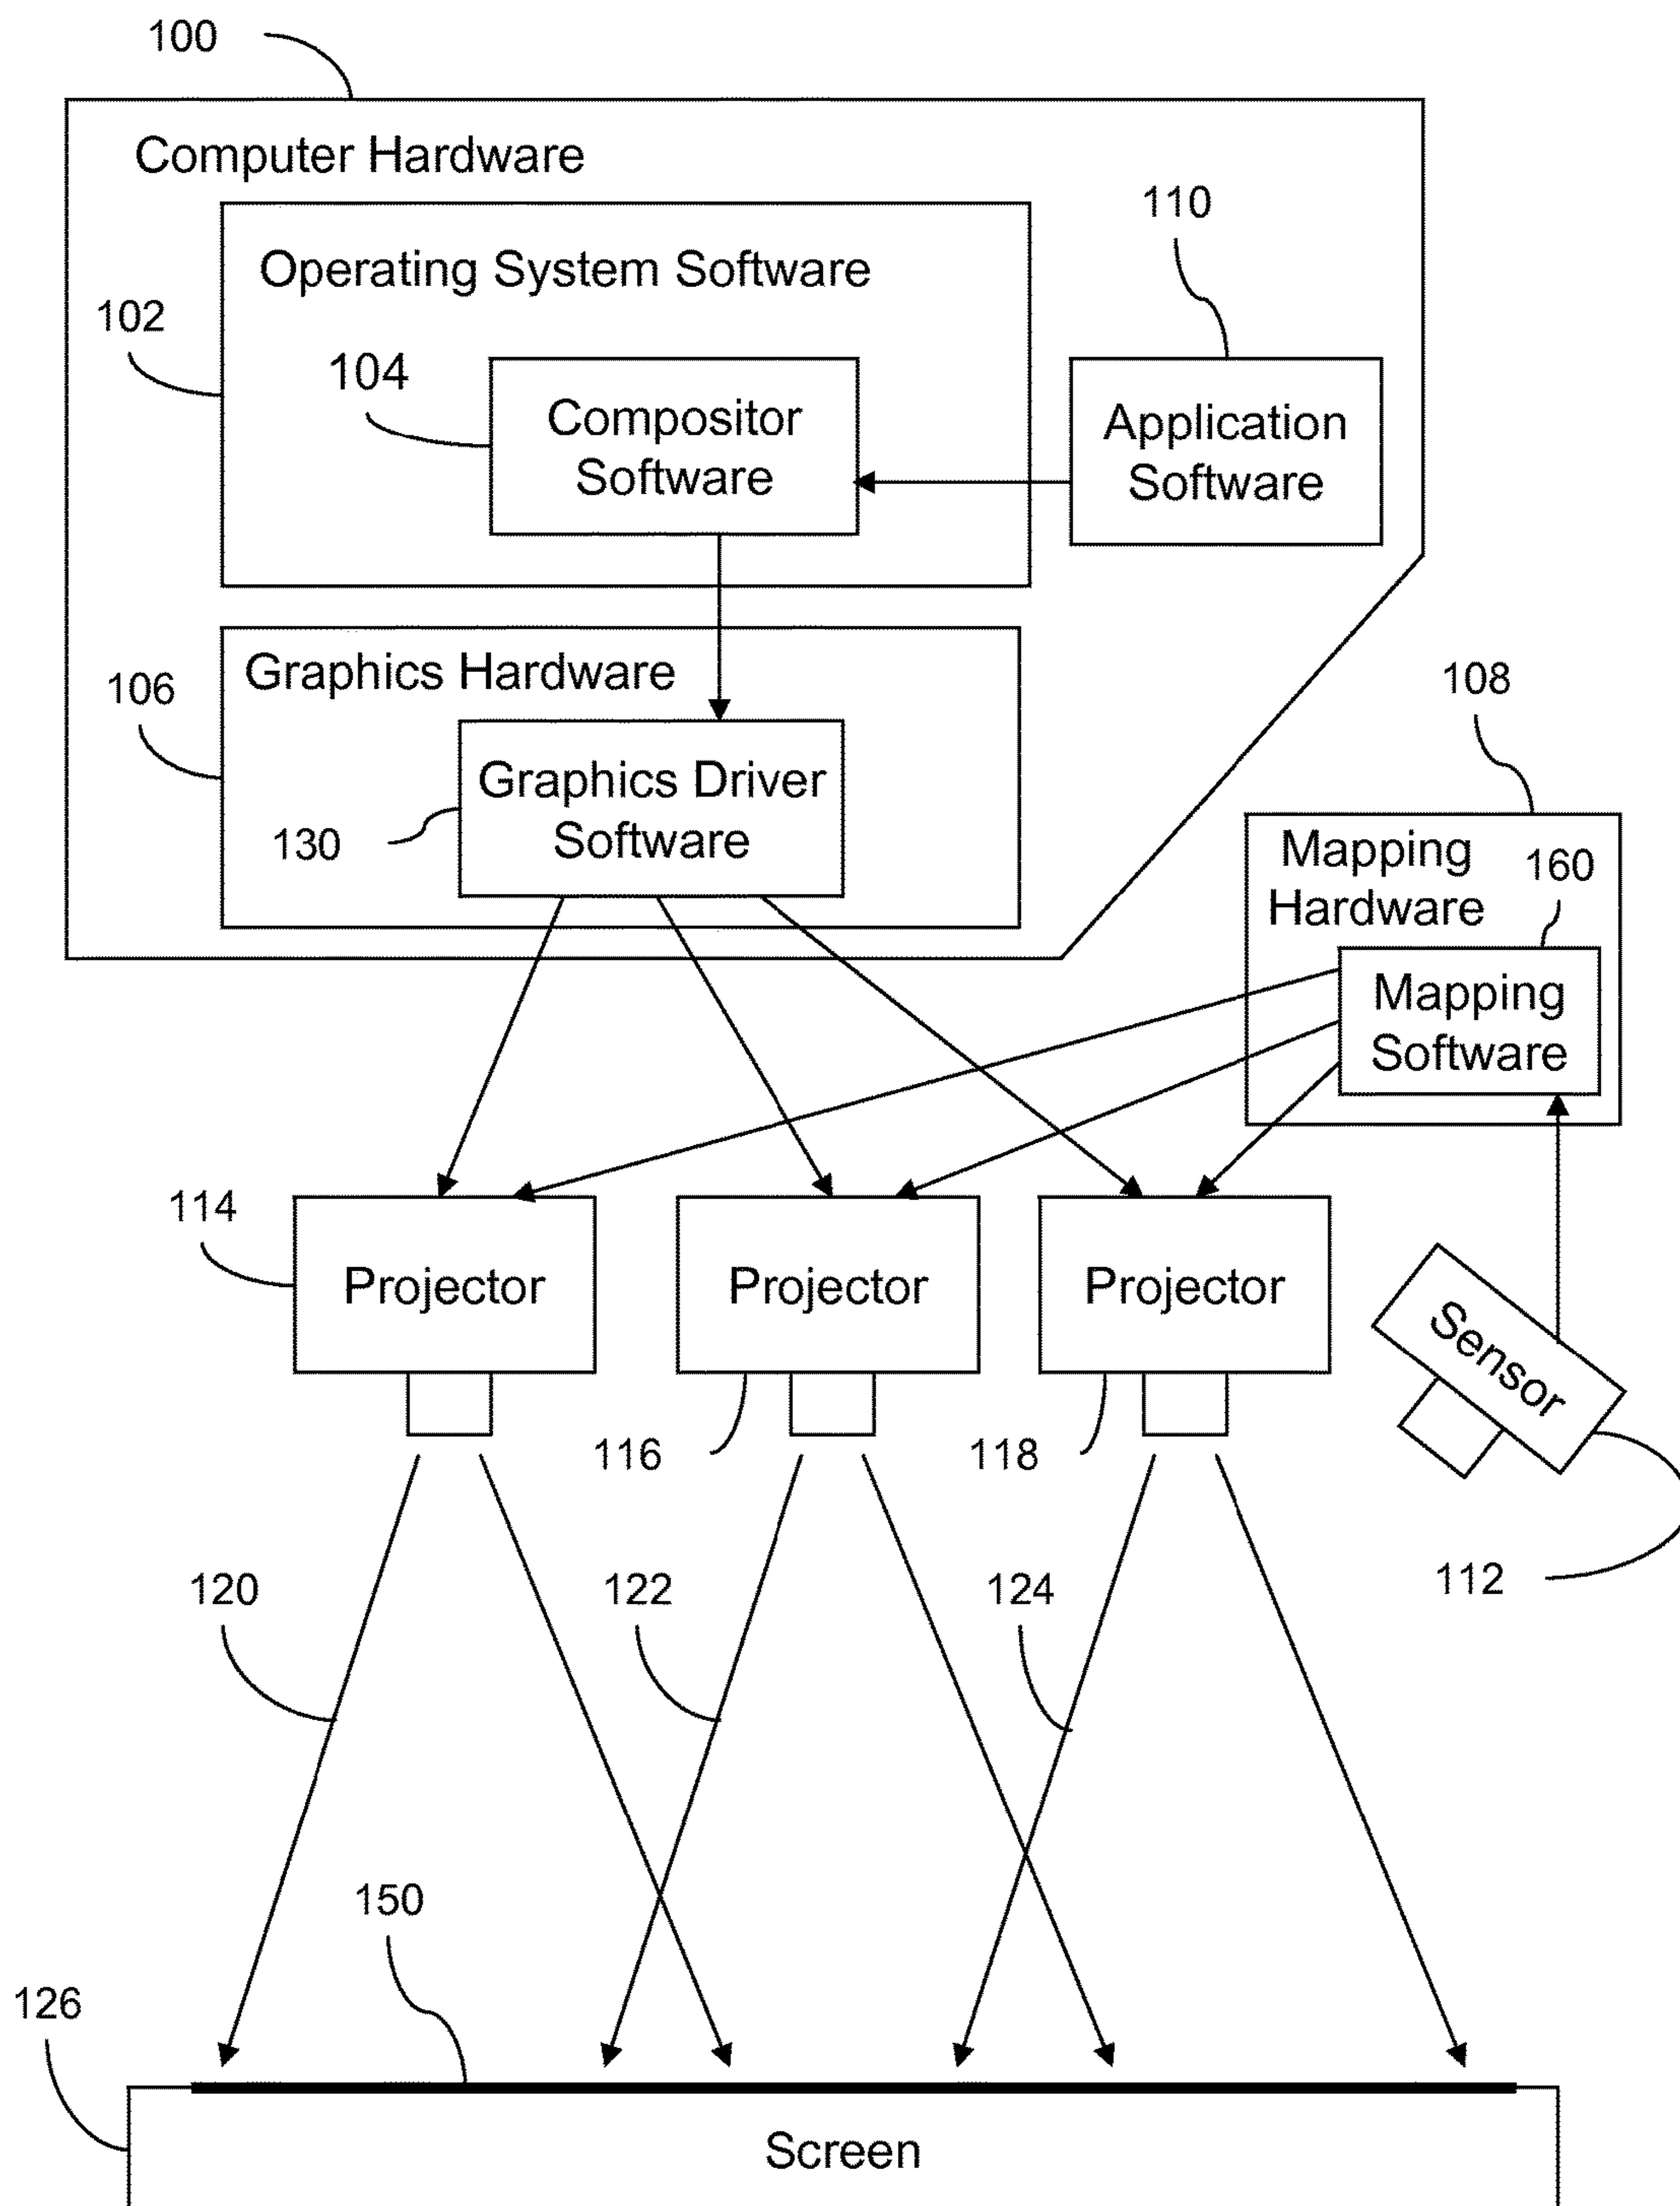 100
Computer Hardware
110
Operating System Software
102
104
Compositor
Software
Application
Software
Graphics Hardware
106
108
Graphics Driver
Software
130
Mapping
Hardware
160
Mapping
Software
114
Projector
Projector
Projector
Sensor
116
118
112
120
122
124
150
126
Screen